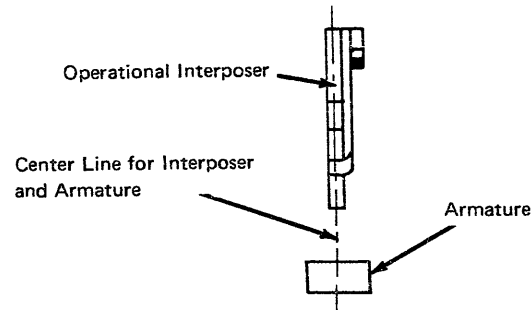 Operational Interposer
Center Line for Interposer
and Armature
Armature